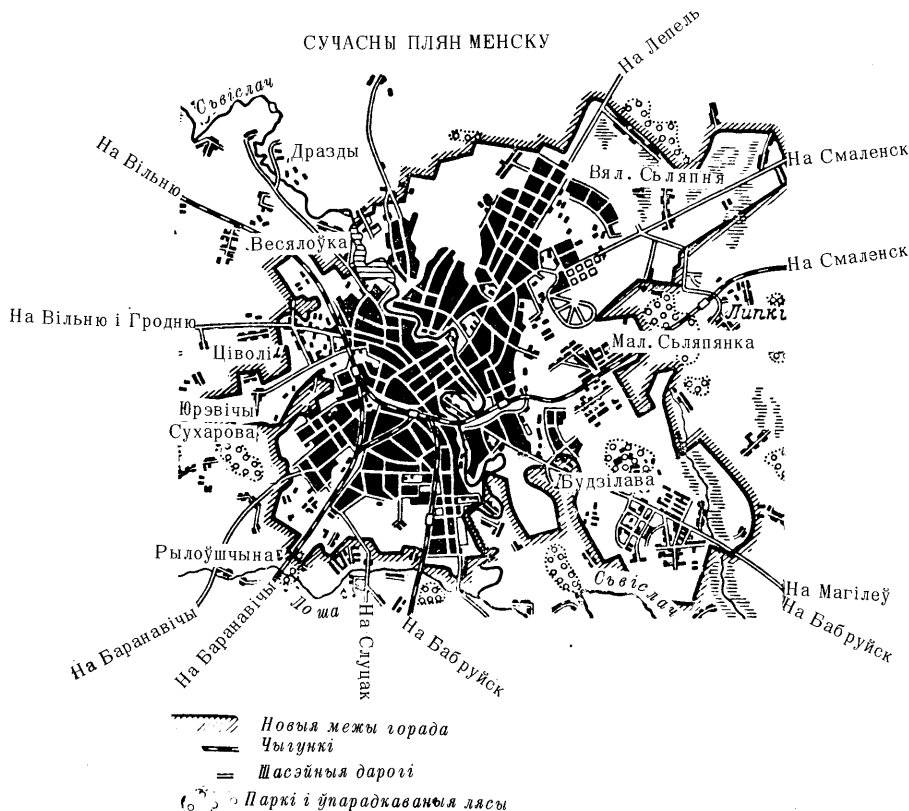 СУЧАСНЫ ПЛЯН МЕНСКУ
На Лепель
Сьвіслач
Дразды
На Вільню
На Смаленск
Вял. Сьляпня
Весялоўка
На Смаленск
Липкі
На Вільню і Гродню
Мал. Сьляпянка
Ціволі
Юрэвічы
Сухарова
Будзілава
Рылоўшчына
Лоша
Сьвіслач
На Магілеў
На Бабруйск
На Баранавічы
На Баранавічы
На Слуцак
На Бабруйск
Новыя межы горада
Чыгункі
Шасэйныя дарогі
Паркі і ўпарадкаваныя лясы